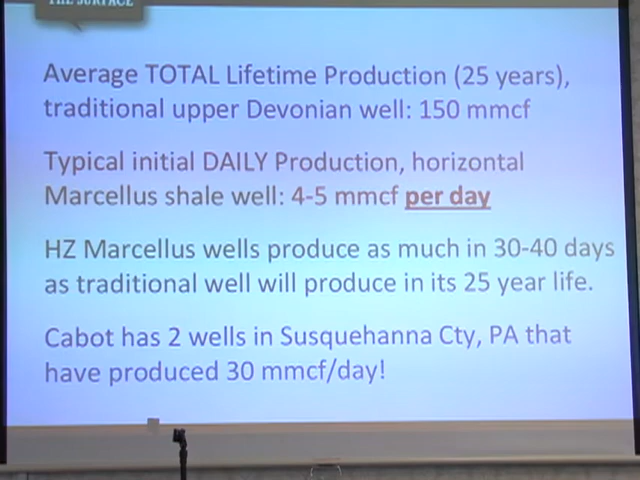 THE SURFACE
Average TOTAL Lifetime Production (25 years),
traditional upper Devonian well: 150 mmcf
Typical initial DAILY Production, horizontal
Marcellus shale well: 4-5 mmcf per day
HZ Marcellus wells produce as much in 30-40 days
as traditional well will produce in its 25 year life.
Cabot has 2 wells in Susquehanna Cty, PA that
have produced 30 mmcf/day!